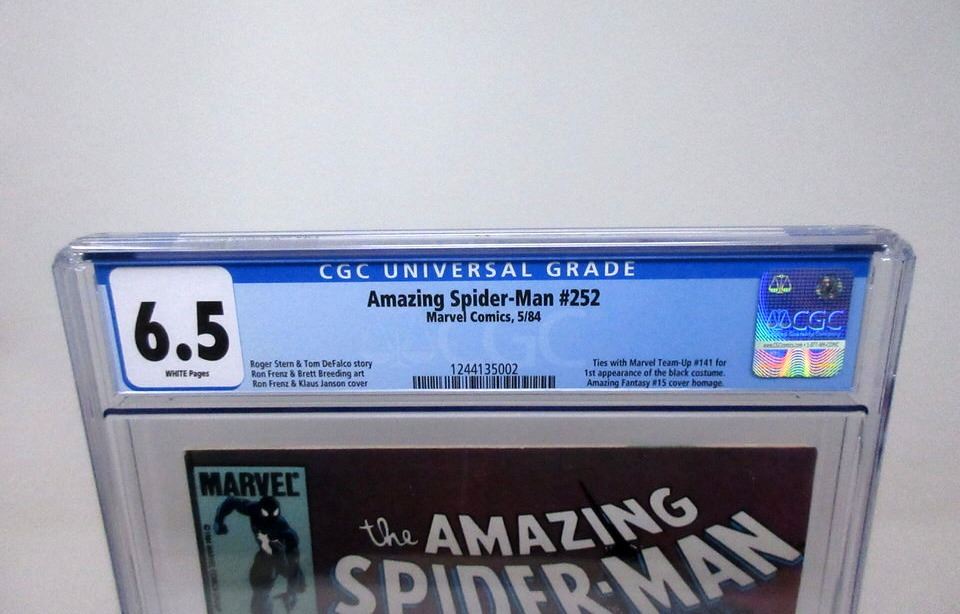 CGC UNIVERSAL GRADE
6.5
WHITE Pages
Amazing Spider-Man #252
Marvel Comics, 5/84
Roger Stern & Tom DeFalco story
Ron Frenz & Brett Breeding art
Ron Frenz & Klaus Janson cover
1244135002
Ties with Marvel Team-Up #141 for
1st appearance of the black costume.
Amazing Fantasy #15 cover homage.
CGC
MARVEL
the AMAZING
SPIDER-MAN